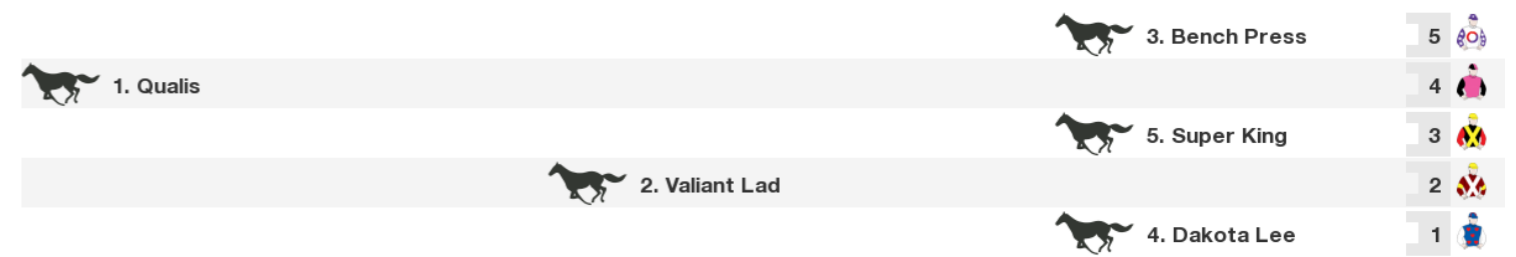 3. Bench Press 5
1. Qualis 4
5. Super King 3
2. Valiant Lad 2
4. Dakota Lee 1